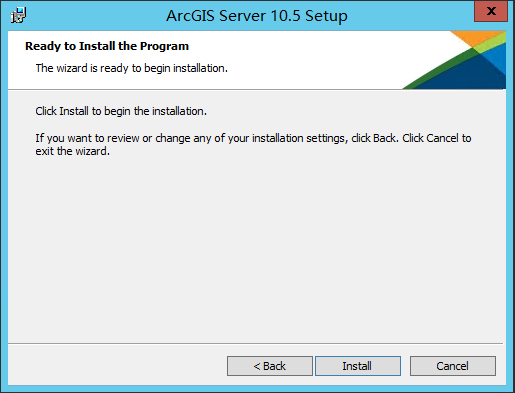 ArcGIS Server 10.5 Setup
x
Ready to Install the Program
The wizard is ready to begin installation.
Click Install to begin the installation.
If you want to review or change any of your installation settings, click Back. Click Cancel to
exit the wizard.
< Back
Install
Cancel